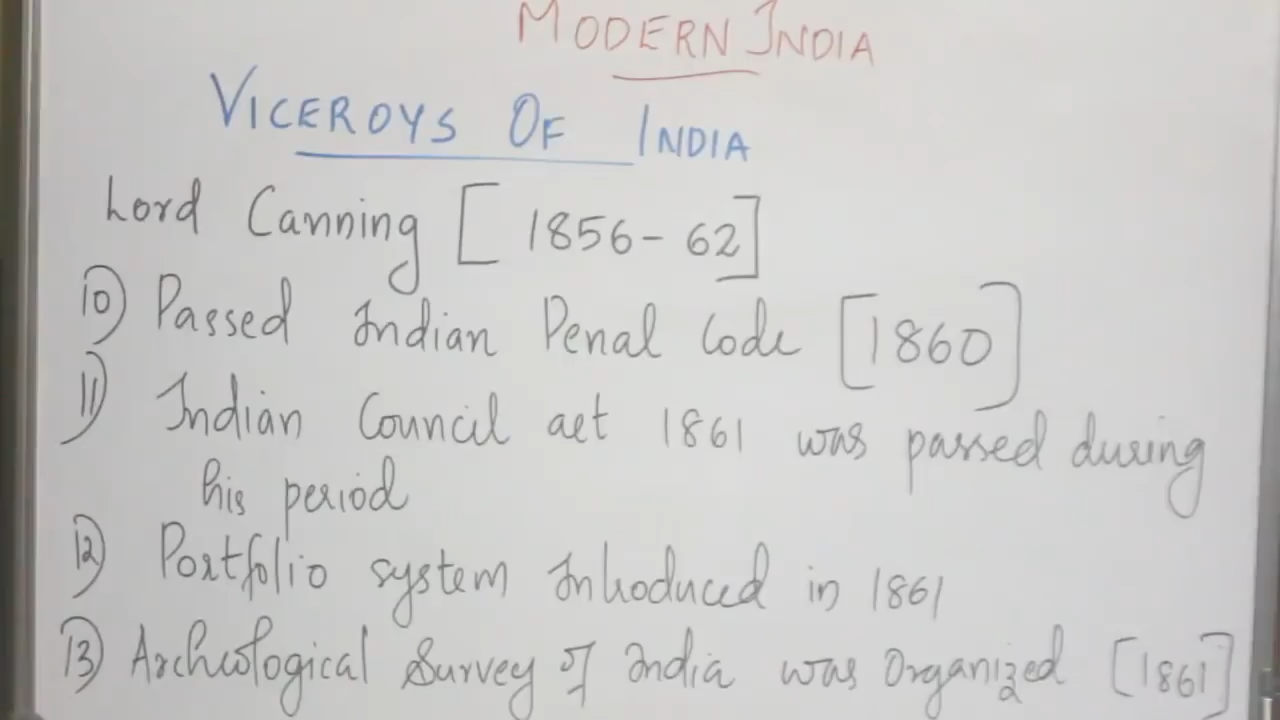 MODERN INDIA
VICEROYS OF INDIA
Lord Canning [1856-62]
10) Passed Indian Penal Code [1860]
11) Indian Council act 1861 was passed during
his period
12) Portfolio system Introduced in 1861
13) Archeological Survey of India was Organized [1861]